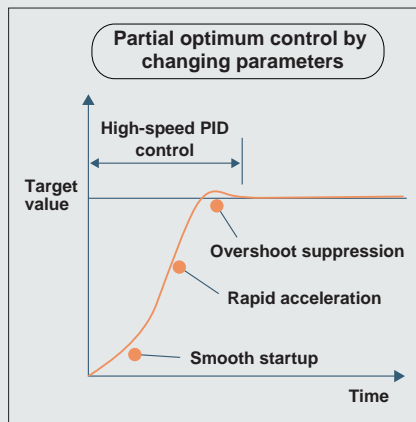 Partial optimum control by
changing parameters
High-speed PID
control
Target
value
Overshoot suppression
Rapid acceleration
Smooth startup
Time